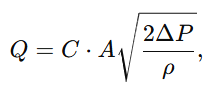 Q = C · A√(2ΔP/ρ),